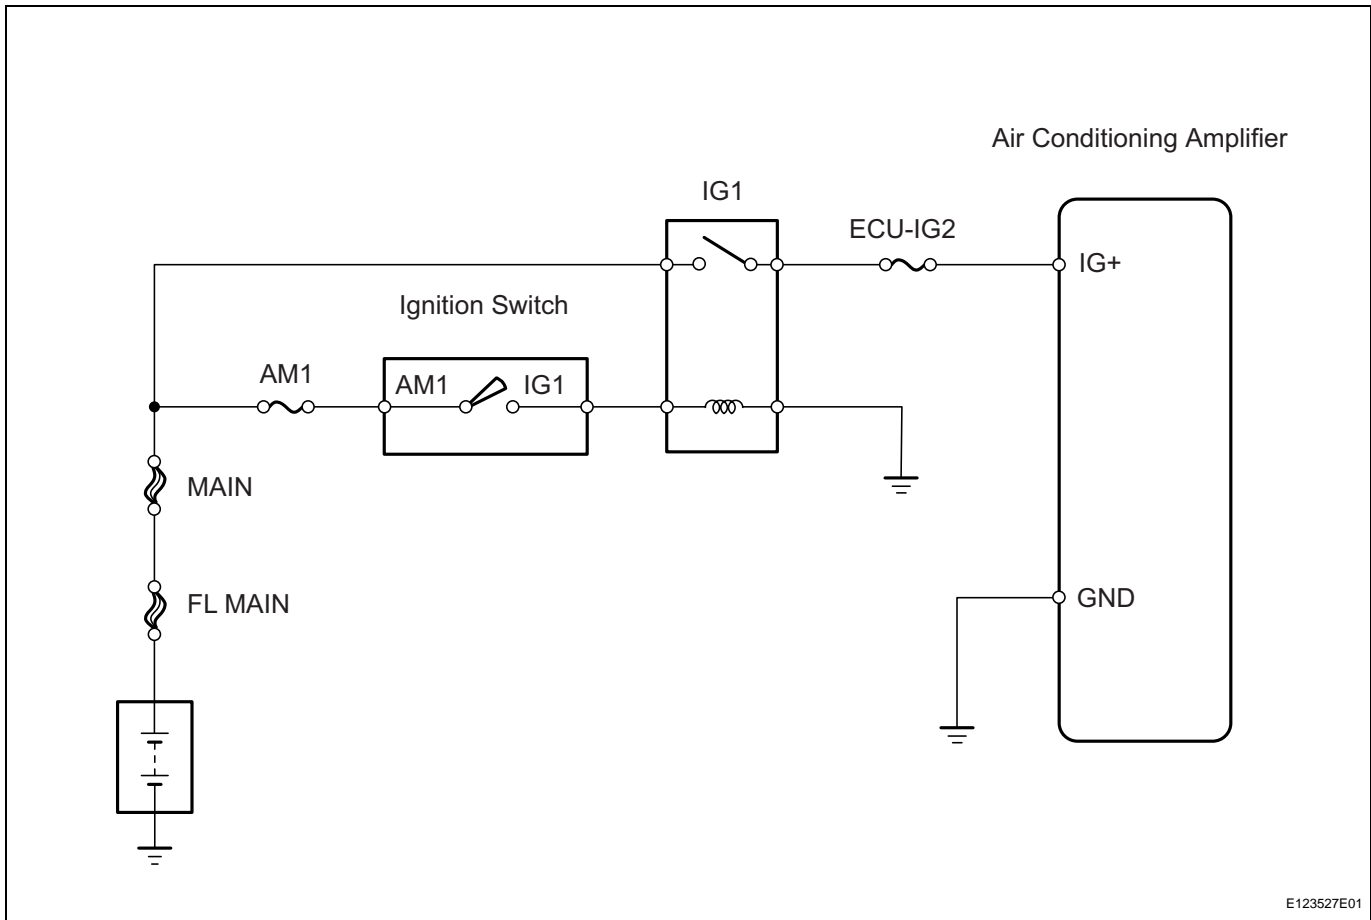 Air Conditioning Amplifier
IG1
ECU-IG2
IG+
Ignition Switch
AM1
AM1
IG1
MAIN
FL MAIN
GND
E123527E01